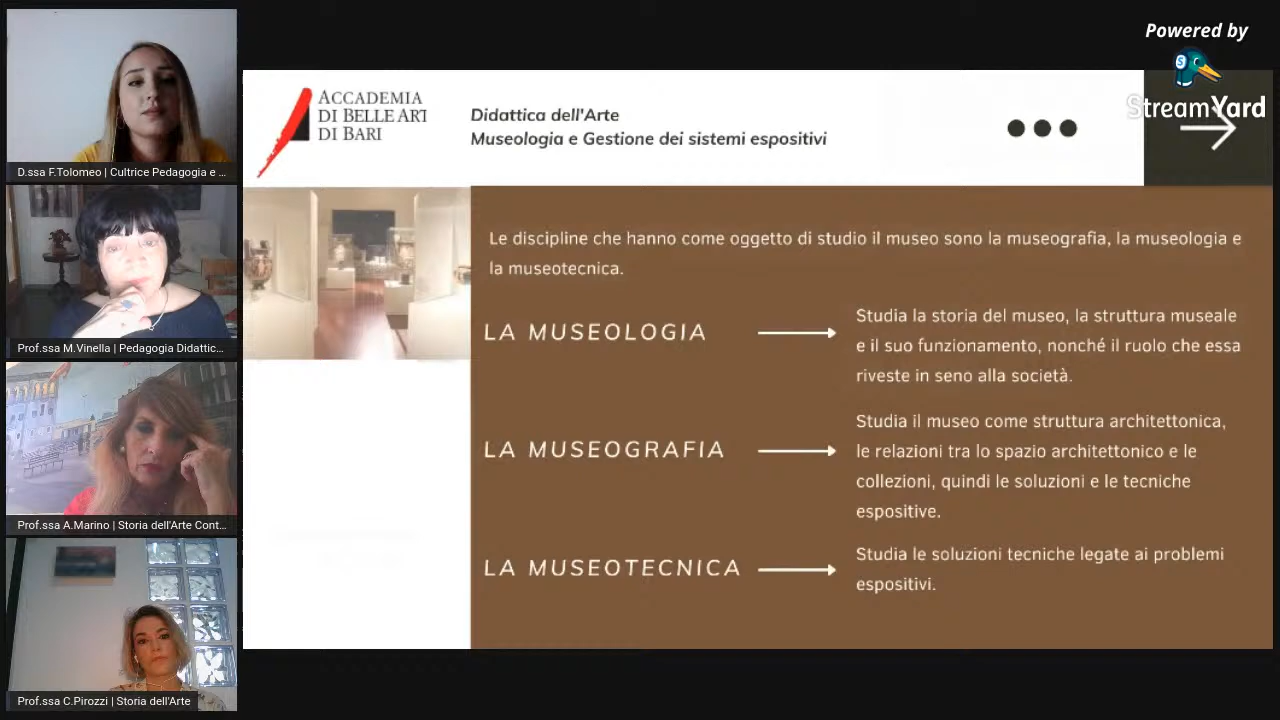 D.ssa F.Tolomeo | Cultrice Pedagogia e ...
Prof.ssa M.Vinella | Pedagogia Didattic...
Prof.ssa A.Marino | Storia dell'Arte Cont...
Prof.ssa C.Pirozzi | Storia dell'Arte
Powered by
StreamYard
ACCADEMIA
DI BELLE ART
DI BARI
Didattica dell'Arte
Museologia e Gestione dei sistemi espositivi
Le discipline che hanno come oggetto di studio il museo sono la museografia, la museologia e
la museotecnica.
LA MUSEOLOGIA
Studia la storia del museo, la struttura museale
e il suo funzionamento, nonché il ruolo che essa
riveste in seno alla società.
LA MUSEOGRAFIA
Studia il museo come struttura architettonica,
le relazioni tra lo spazio architettonico e le
collezioni, quindi le soluzioni e le tecniche
espositive.
LA MUSEOTECNICA
Studia le soluzioni tecniche legate ai problemi
espositivi.